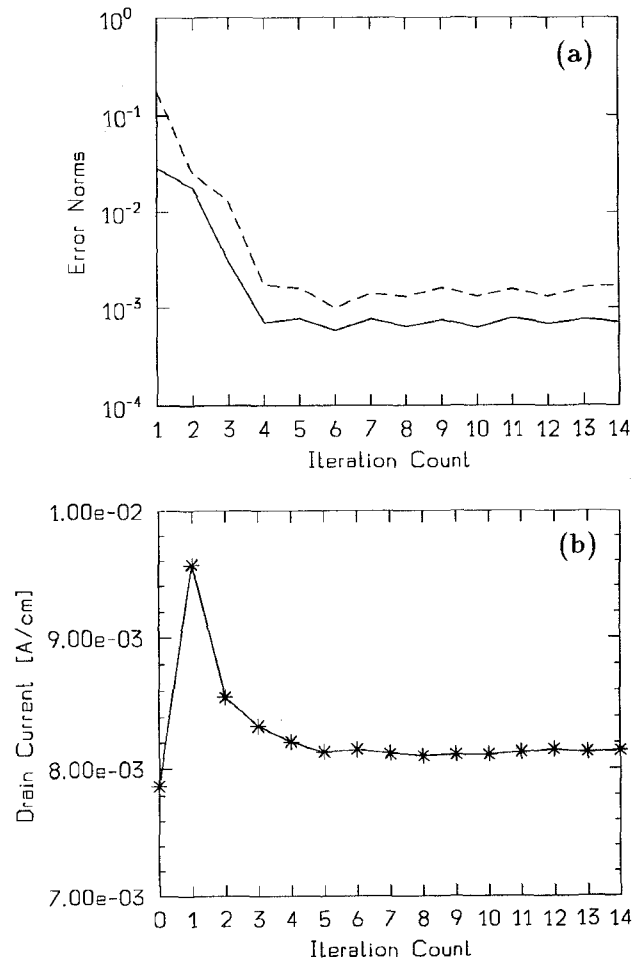 10^0
(a)
10^-1
Error Norms
10^-2
10^-3
10^-4
1 2 3 4 5 6 7 8 9 10 11 12 13 14
Iteration Count
1.00e-02
(b)
Drain Current [A/cm]
9.00e-03
8.00e-03
7.00e-03
0 1 2 3 4 5 6 7 8 9 10 11 12 13 14
Iteration Count